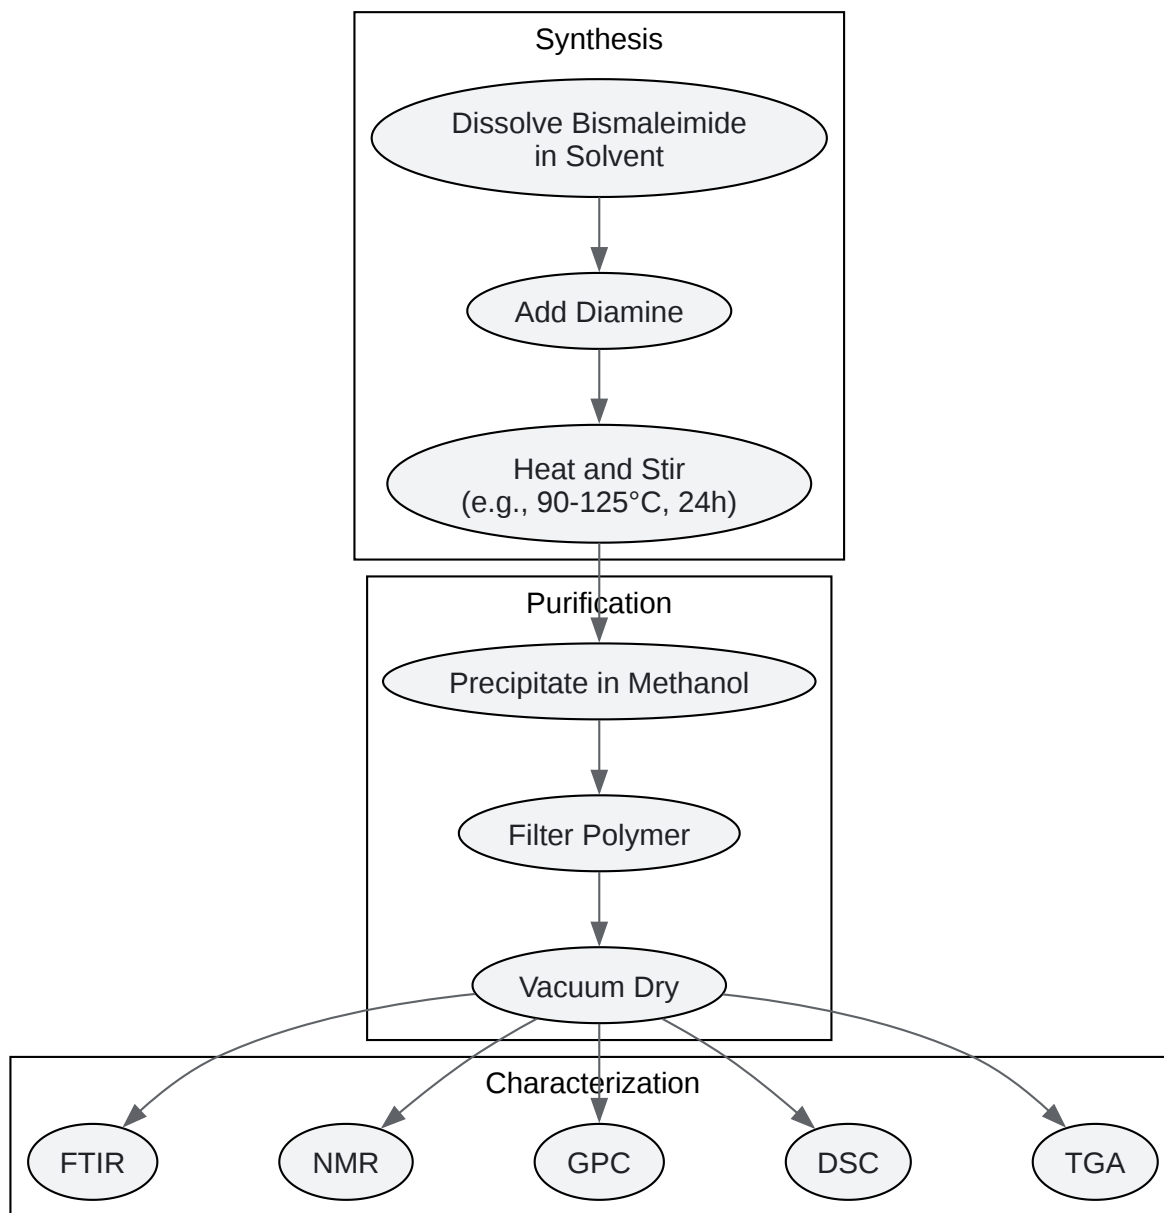 Synthesis
Dissolve Bismaleimide
in Solvent
Add Diamine
Heat and Stir
(e.g., 90-125°C, 24h)
Purification
Precipitate in Methanol
Filter Polymer
Vacuum Dry
Characterization
FTIR
NMR
GPC
DSC
TGA